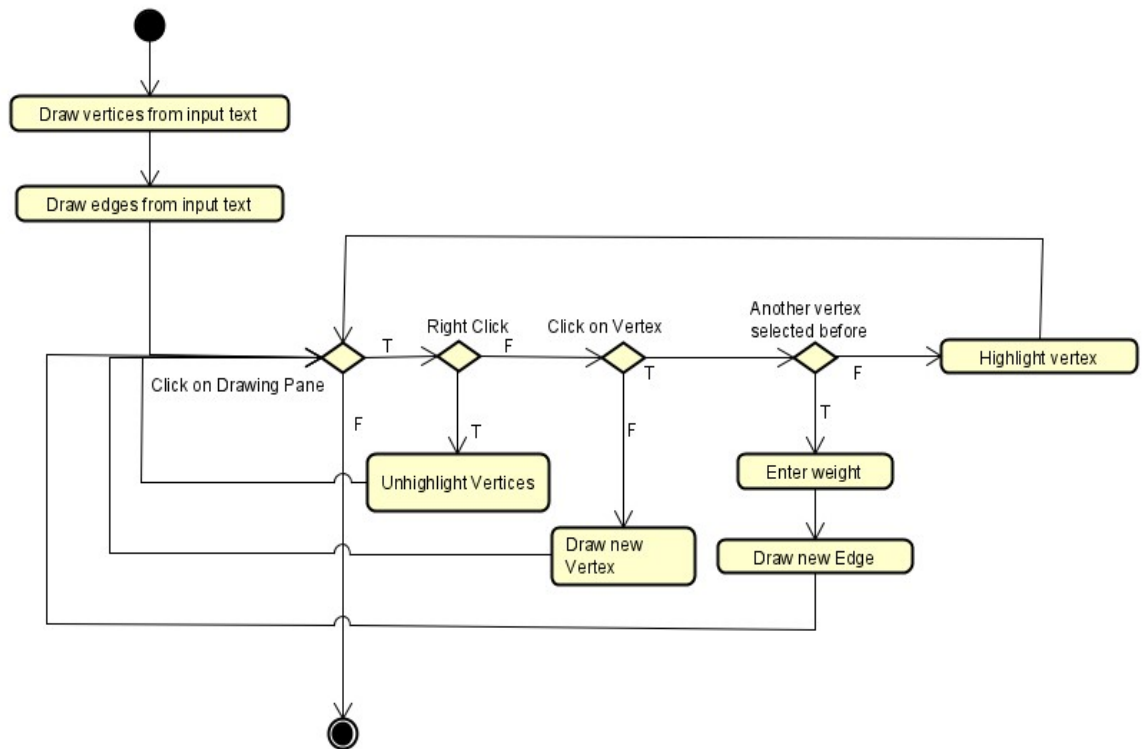 Draw vertices from input text
Draw edges from input text
Another vertex
selected before
Right Click
Click on Vertex
T
F
Highlight vertex
Click on Drawing Pane
T
F
F
T
T
F
Unhighlight Vertices
Enter weight
Draw new
Vertex
Draw new Edge